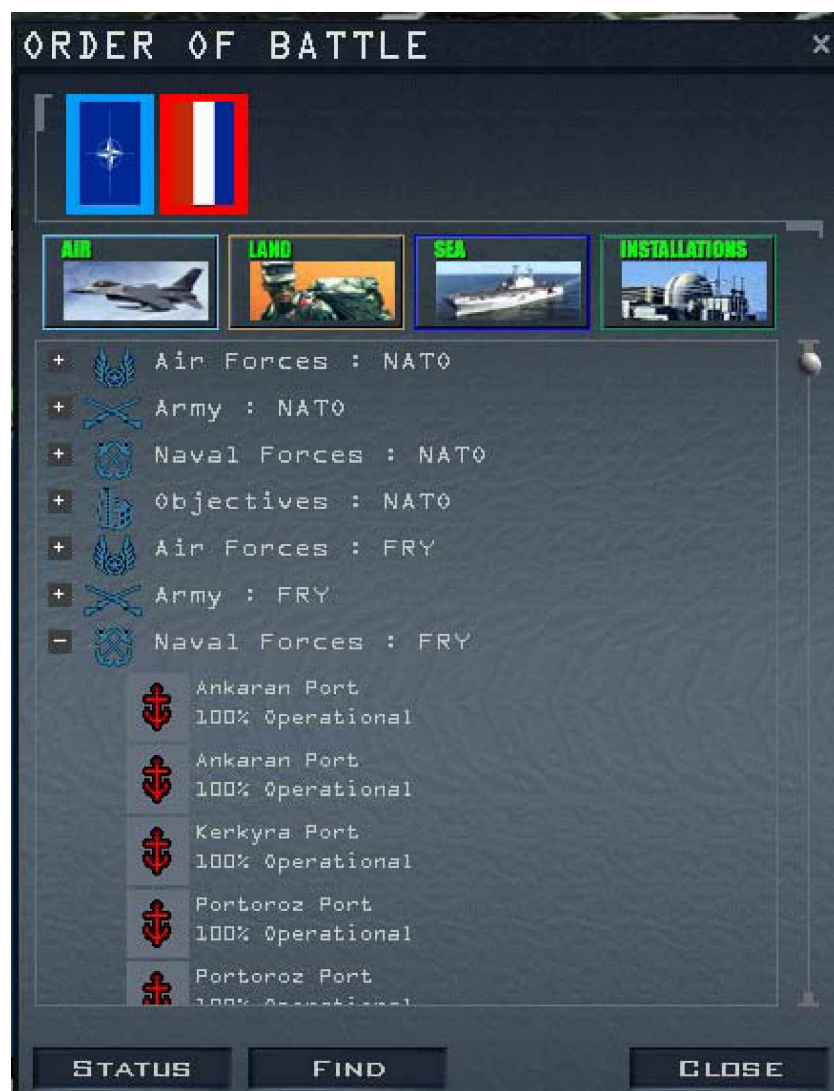 ORDER OF BATTLE
AIR LAND SEA INSTALLATIONS
+ Air Forces : NATO
+ Army : NATO
+ Naval Forces : NATO
+ Objectives : NATO
+ Air Forces : FRY
+ Army : FRY
- Naval Forces : FRY
Ankaran Port
100% Operational
Ankaran Port
100% Operational
Kerkyra Port
100% Operational
Portoroz Port
100% Operational
Portoroz Port
100% Operational
STATUS FIND CLOSE